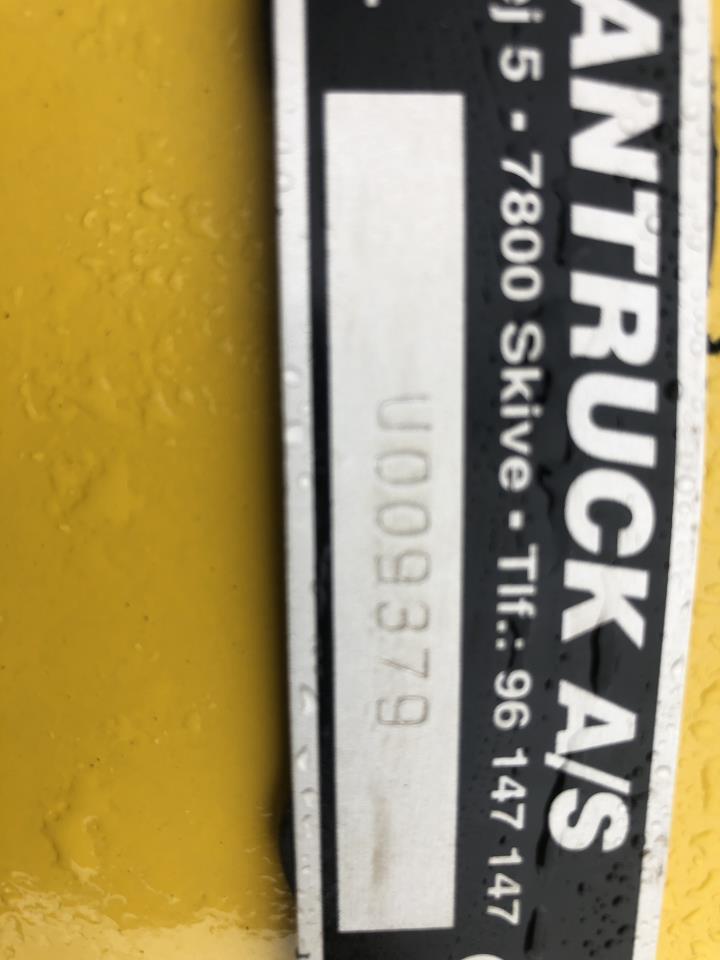 ANTRUCK A/S
ej 5 - 7800 Skive - Tlf.: 96 147 147
U009379